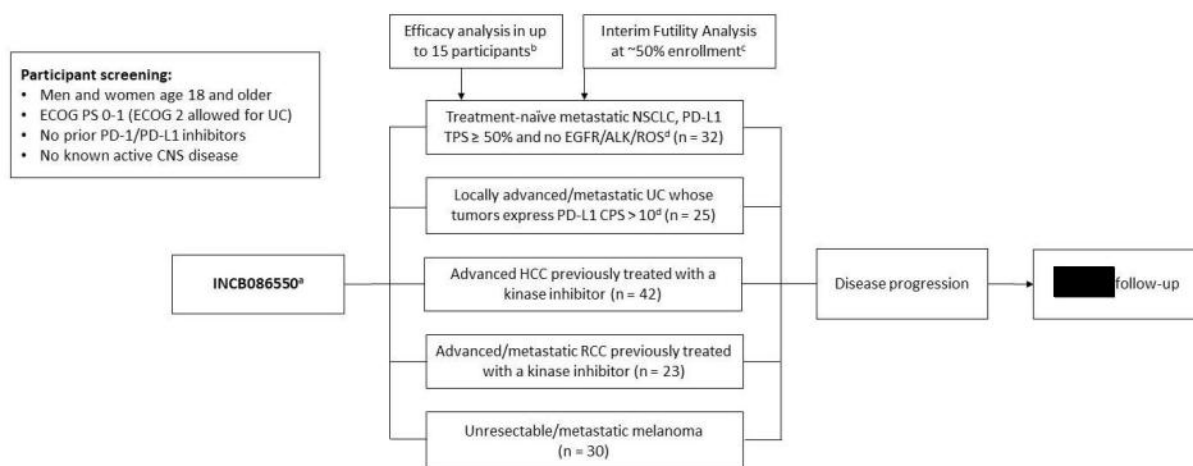 Efficacy analysis in up
to 15 participantsᵇ
Interim Futility Analysis
at ~50% enrollmentᶜ
Participant screening:
• Men and women age 18 and older
• ECOG PS 0-1 (ECOG 2 allowed for UC)
• No prior PD-1/PD-L1 inhibitors
• No known active CNS disease
Treatment-naïve metastatic NSCLC, PD-L1
TPS ≥ 50% and no EGFR/ALK/ROSᵈ (n = 32)
Locally advanced/metastatic UC whose
tumors express PD-L1 CPS > 10ᵈ (n = 25)
INCB086550ᵃ
Advanced HCC previously treated with a
kinase inhibitor (n = 42)
Disease progression
follow-up
Advanced/metastatic RCC previously treated
with a kinase inhibitor (n = 23)
Unresectable/metastatic melanoma
(n = 30)